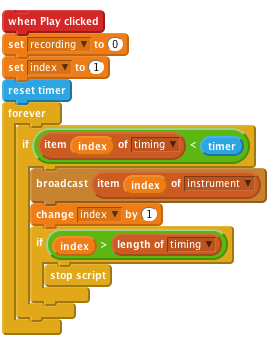 when Play clicked
set recording to 0
set index to 1
reset timer
forever
if item index of timing < timer
broadcast item index of instrument
change index by 1
if index > length of timing
stop script